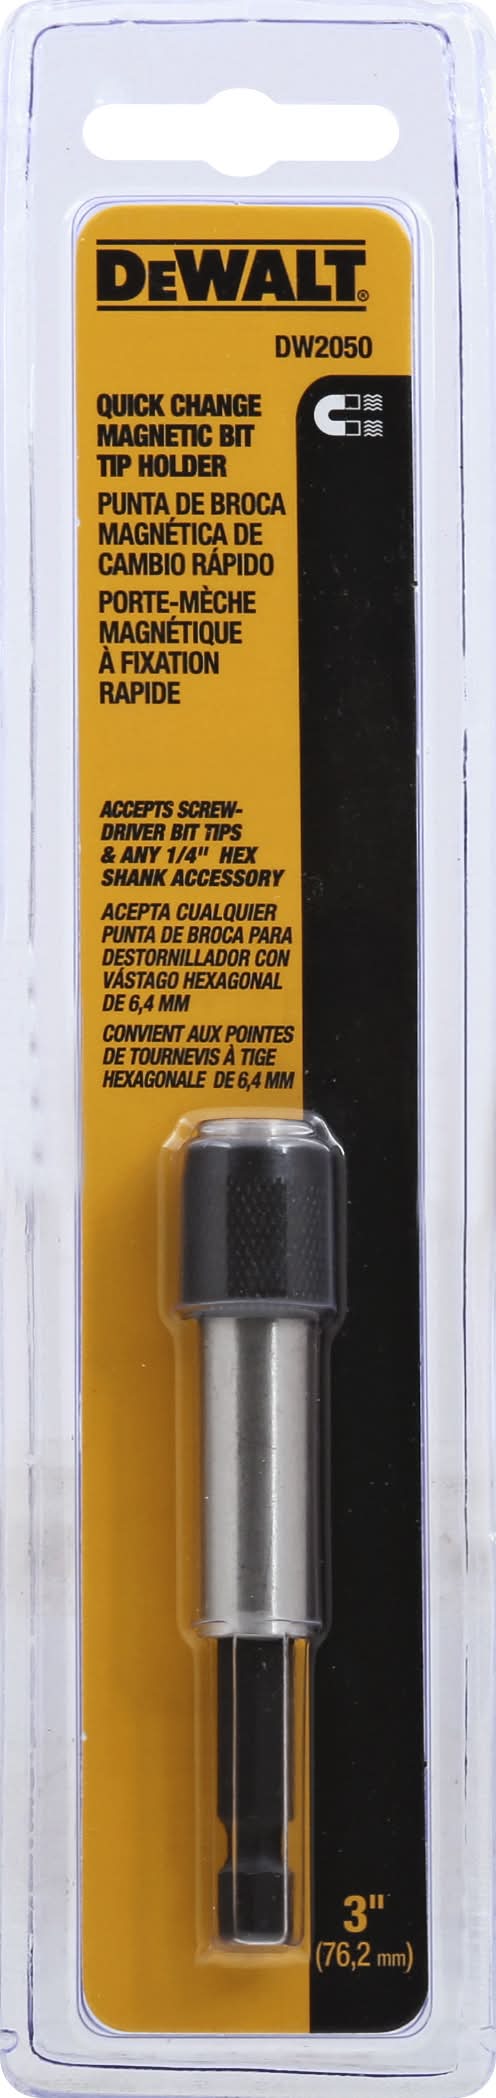 DEWALT®
DW2050
QUICK CHANGE
MAGNETIC BIT
TIP HOLDER
PUNTA DE BROCA
MAGNÉTICA DE
CAMBIO RÁPIDO
PORTE-MÈCHE
MAGNÉTIQUE
À FIXATION
RAPIDE
ACCEPTS SCREW-
DRIVER BIT TIPS
& ANY 1/4" HEX
SHANK ACCESSORY
ACEPTA CUALQUIER
PUNTA DE BROCA PARA
DESTORNILLADOR CON
VÁSTAGO HEXAGONAL
DE 6,4 MM
CONVIENT AUX POINTES
DE TOURNEVIS À TIGE
HEXAGONALE DE 6,4 MM
3"
(76,2 mm)